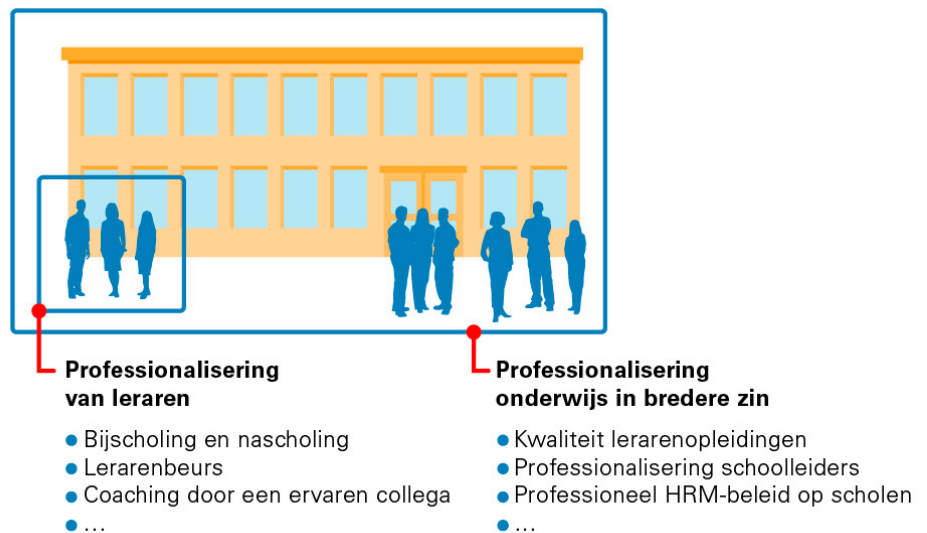 Professionalisering
van leraren
• Bijscholing en nascholing
• Lerarenbeurs
• Coaching door een ervaren collega
• ...
Professionalisering
onderwijs in bredere zin
• Kwaliteit lerarenopleidingen
• Professionalisering schoolleiders
• Professioneel HRM-beleid op scholen
• ...